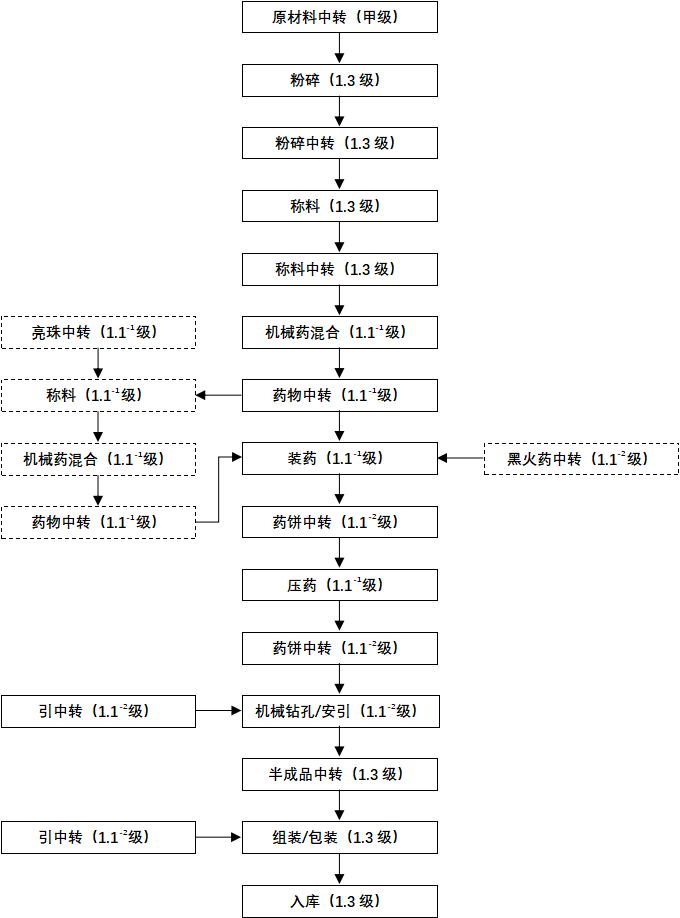 原材料中转（甲级）
粉碎（1.3 级）
粉碎中转（1.3 级）
称料（1.3 级）
称料中转（1.3 级）
亮珠中转（1.1⁻¹级）
机械药混合（1.1⁻¹级）
称料（1.1⁻¹级）
药物中转（1.1⁻¹级）
机械药混合（1.1⁻¹级）
装药（1.1⁻¹级）
黑火药中转（1.1⁻²级）
药物中转（1.1⁻¹级）
药饼中转（1.1⁻²级）
压药（1.1⁻¹级）
药饼中转（1.1⁻²级）
引中转（1.1⁻²级）
机械钻孔/安引（1.1⁻²级）
半成品中转（1.3 级）
引中转（1.1⁻²级）
组装/包装（1.3 级）
入库（1.3 级）